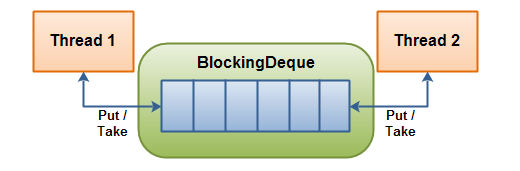 Thread 1
BlockingDeque
Thread 2
Put /
Take
Put /
Take